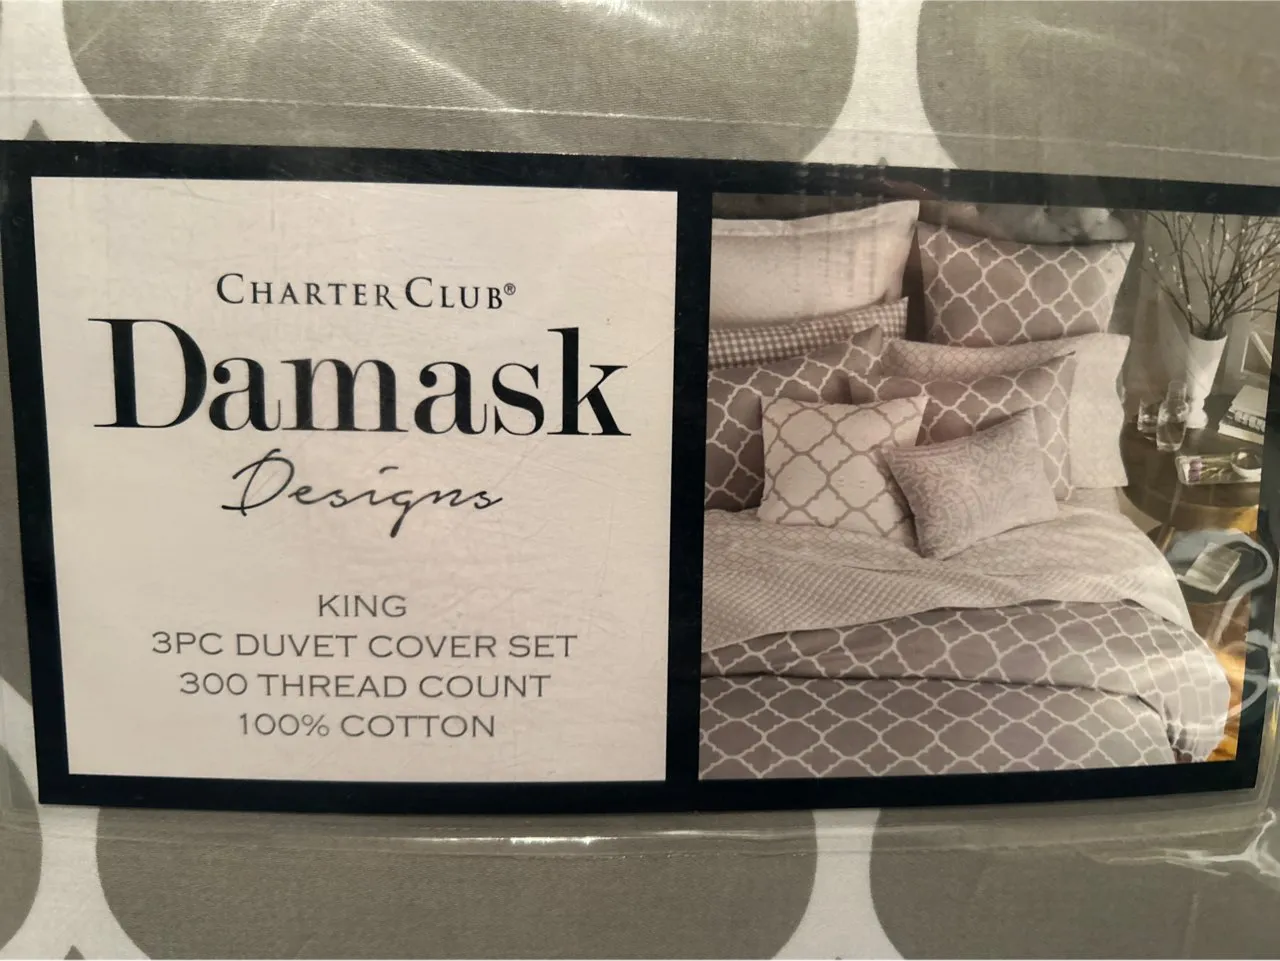 CHARTER CLUB®
Damask
Designs
KING
3PC DUVET COVER SET
300 THREAD COUNT
100% COTTON